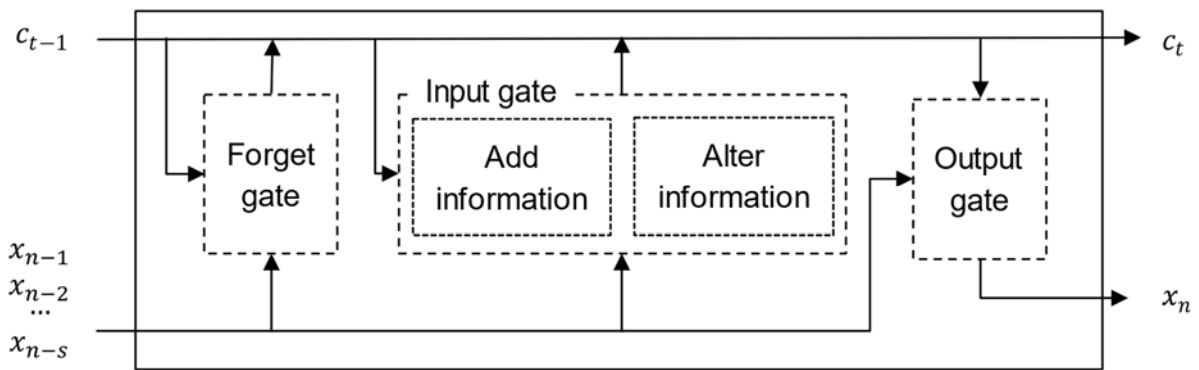 c_{t−1}
c_t
Input gate
Forget
gate
Add
information
Alter
information
Output
gate
x_{n−1}
x_{n−2}
...
x_{n−s}
x_n